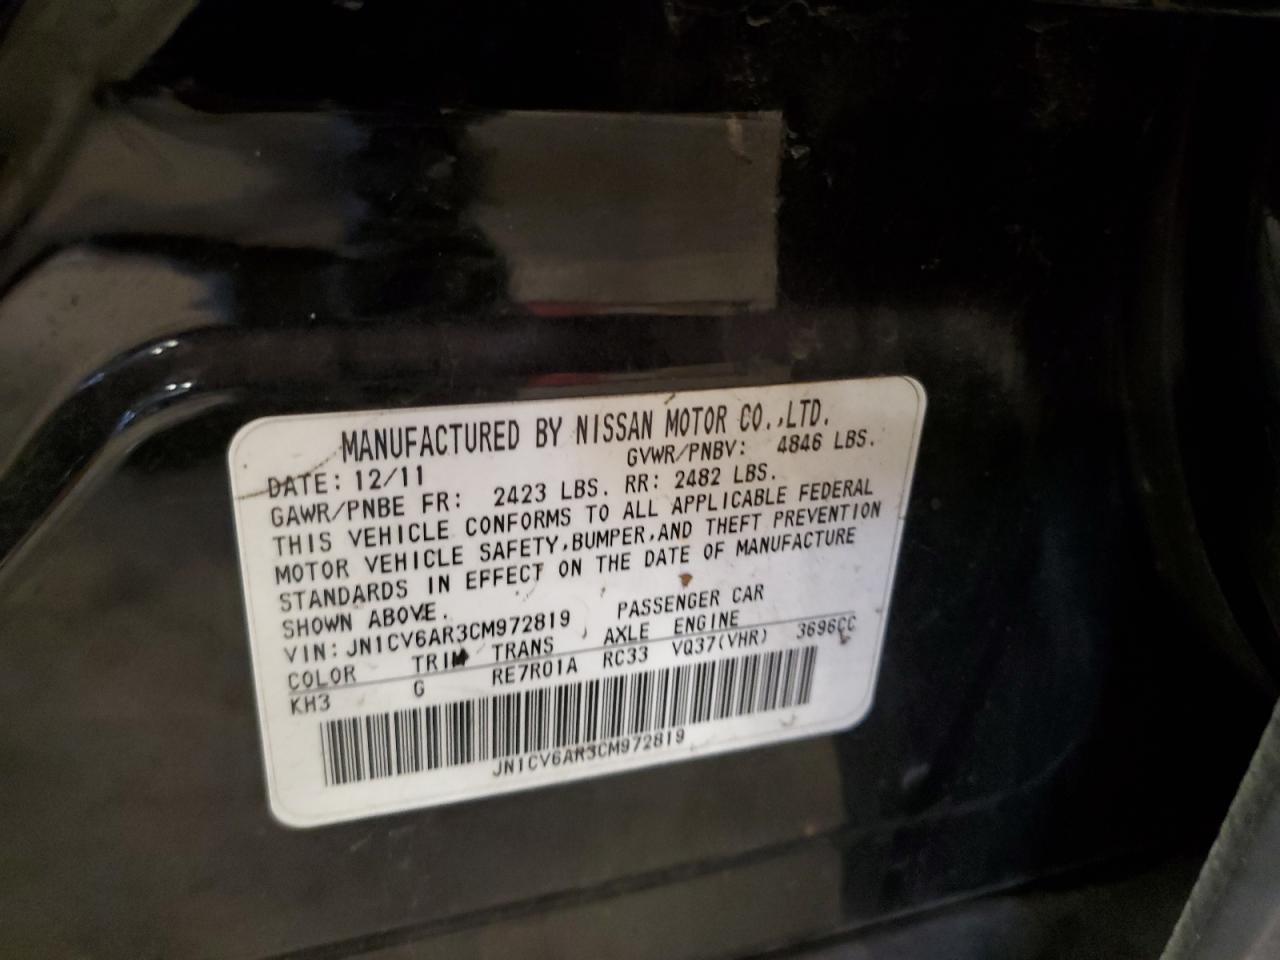 MANUFACTURED BY NISSAN MOTOR CO.,LTD.
DATE: 12/11 GVWR/PNBV: 4846 LBS.
GAWR/PNBE FR: 2423 LBS. RR: 2482 LBS.
THIS VEHICLE CONFORMS TO ALL APPLICABLE FEDERAL
MOTOR VEHICLE SAFETY,BUMPER,AND THEFT PREVENTION
STANDARDS IN EFFECT ON THE DATE OF MANUFACTURE
SHOWN ABOVE.
VIN: JN1CV6AR3CM972819 PASSENGER CAR
COLOR TRIM TRANS AXLE ENGINE
KH3 G RE7R01A RC33 VQ37(VHR) 3696CC
JN1CV6AR3CM972819